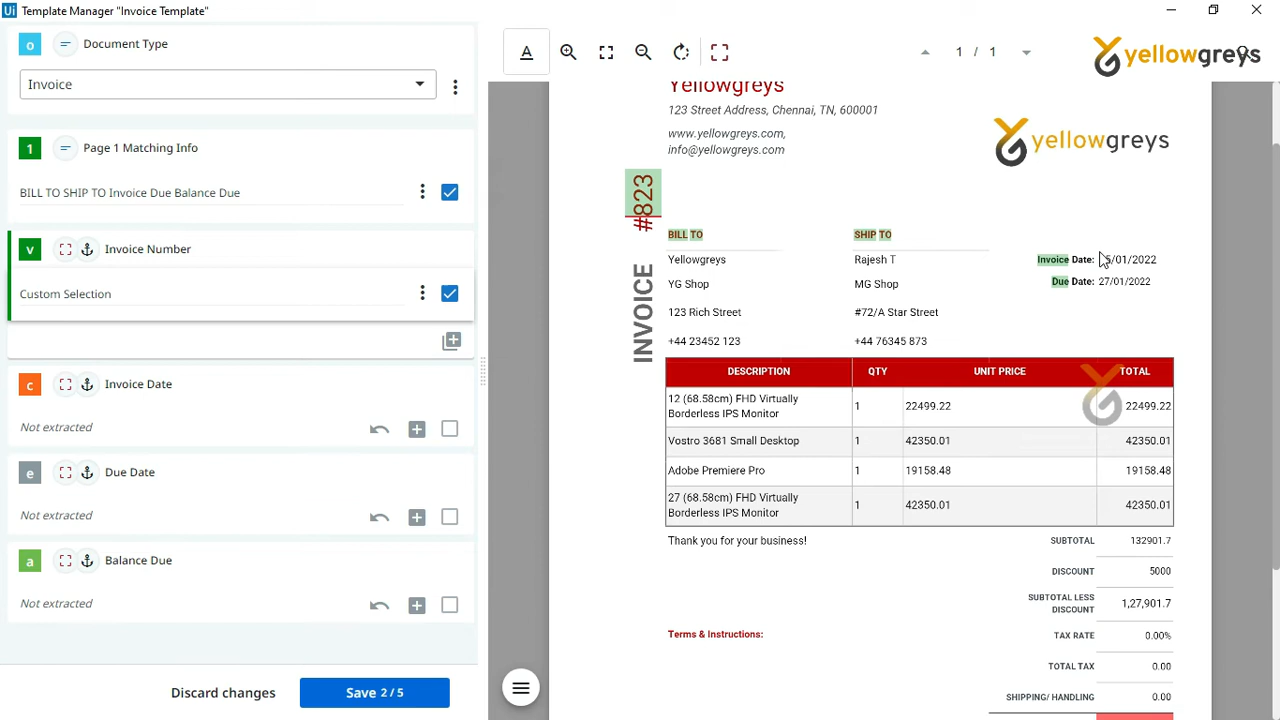 Ui Template Manager "Invoice Template"
o Document Type
Invoice
1 Page 1 Matching Info
BILL TO SHIP TO Invoice Due Balance Due
v Invoice Number
Custom Selection
c Invoice Date
Not extracted
e Due Date
Not extracted
a Balance Due
Not extracted
Discard changes
Save 2 / 5
A
1 / 1
yellowgreys
Yellowgreys
123 Street Address, Chennai, TN, 600001
www.yellowgreys.com,
info@yellowgreys.com
yellowgreys
INVOICE #823
BILL TO SHIP TO
Yellowgreys Rajesh T Invoice Date: 5/01/2022
YG Shop MG Shop Due Date: 27/01/2022
123 Rich Street #72/A Star Street
+44 23452 123 +44 76345 873
DESCRIPTION QTY UNIT PRICE TOTAL
12 (68.58cm) FHD Virtually
Borderless IPS Monitor 1 22499.22 22499.22
Vostro 3681 Small Desktop 1 42350.01 42350.01
Adobe Premiere Pro 1 19158.48 19158.48
27 (68.58cm) FHD Virtually
Borderless IPS Monitor 1 42350.01 42350.01
Thank you for your business! SUBTOTAL 132901.7
DISCOUNT 5000
SUBTOTAL LESS
DISCOUNT 1,27,901.7
Terms & Instructions: TAX RATE 0.00%
TOTAL TAX 0.00
SHIPPING/ HANDLING 0.00